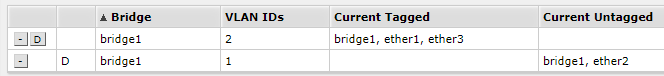 ▲ Bridge VLAN IDs Current Tagged Current Untagged
- D bridge1 2 bridge1, ether1, ether3
- D bridge1 1 bridge1, ether2